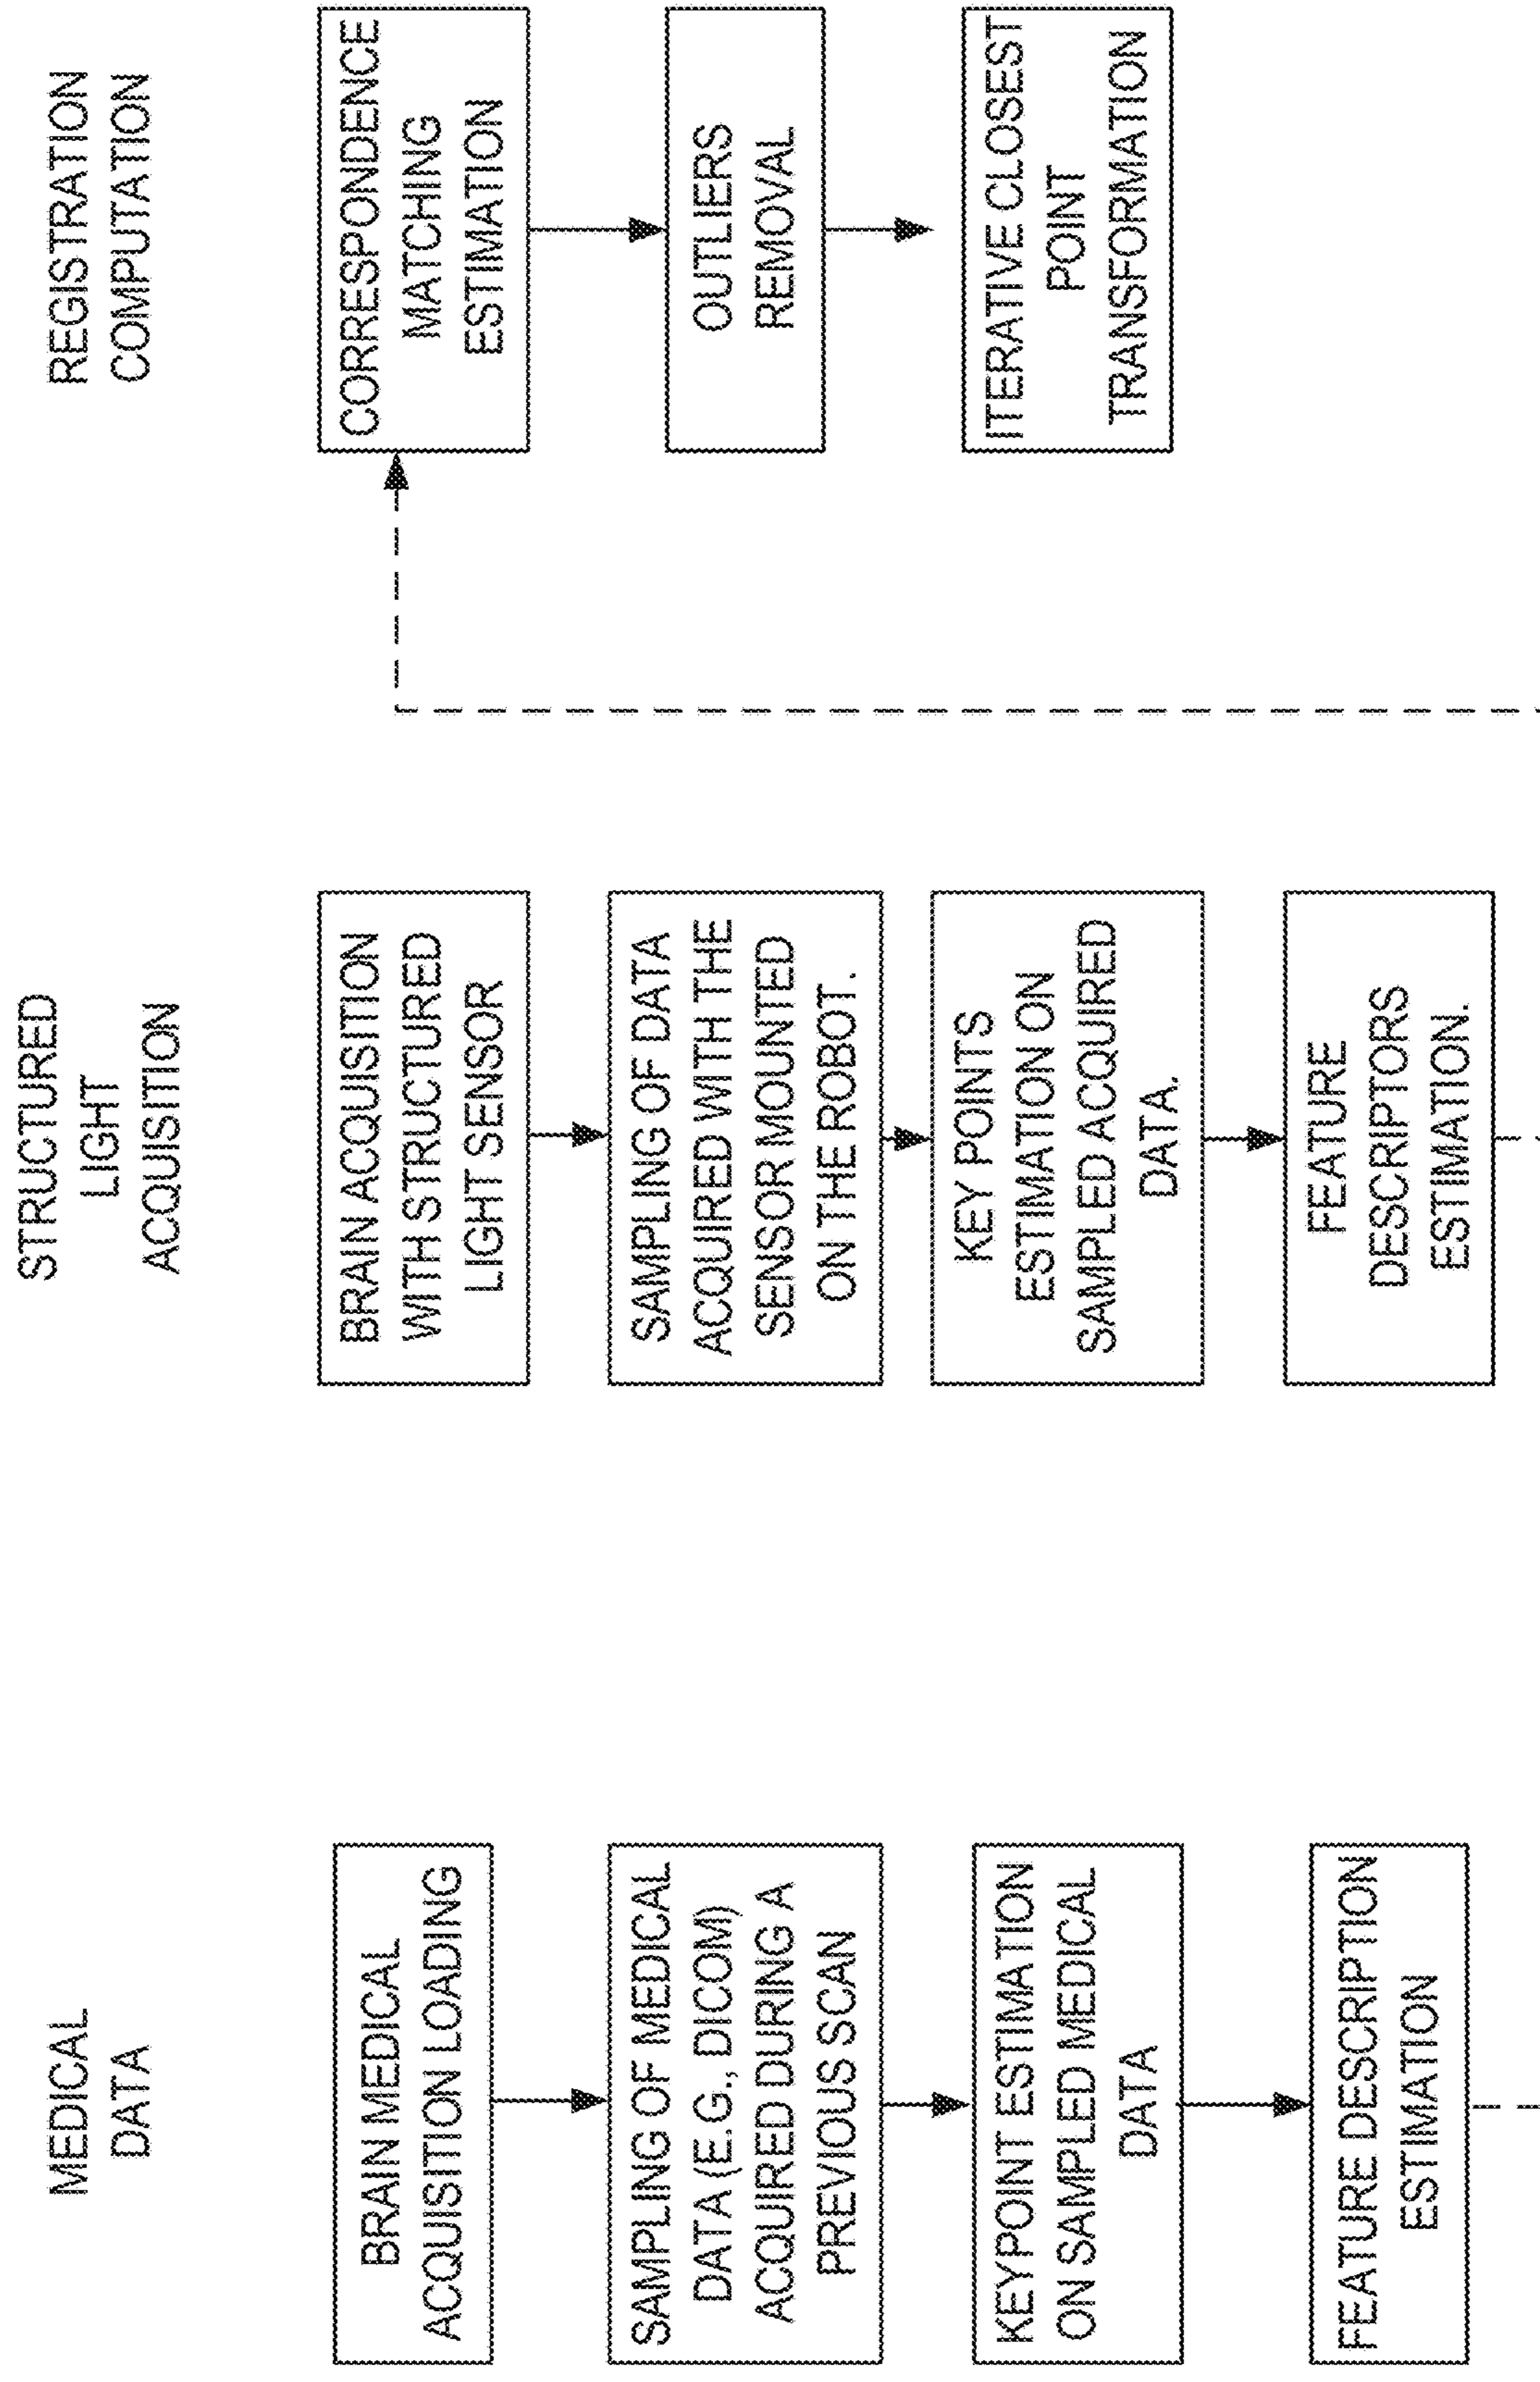 MEDICAL
DATA
BRAIN MEDICAL
ACQUISITION LOADING
SAMPLING OF MEDICAL
DATA (E.G., DICOM)
ACQUIRED DURING A
PREVIOUS SCAN
KEYPOINT ESTIMATION
ON SAMPLED MEDICAL
DATA
FEATURE DESCRIPTION
ESTIMATION
STRUCTURED
LIGHT
ACQUISITION
BRAIN ACQUISITION
WITH STRUCTURED
LIGHT SENSOR
SAMPLING OF DATA
ACQUIRED WITH THE
SENSOR MOUNTED
ON THE ROBOT.
KEY POINTS
ESTIMATION ON
SAMPLED ACQUIRED
DATA.
FEATURE
DESCRIPTORS
ESTIMATION.
REGISTRATION
COMPUTATION
CORRESPONDENCE
MATCHING
ESTIMATION
OUTLIERS
REMOVAL
ITERATIVE CLOSEST
POINT
TRANSFORMATION